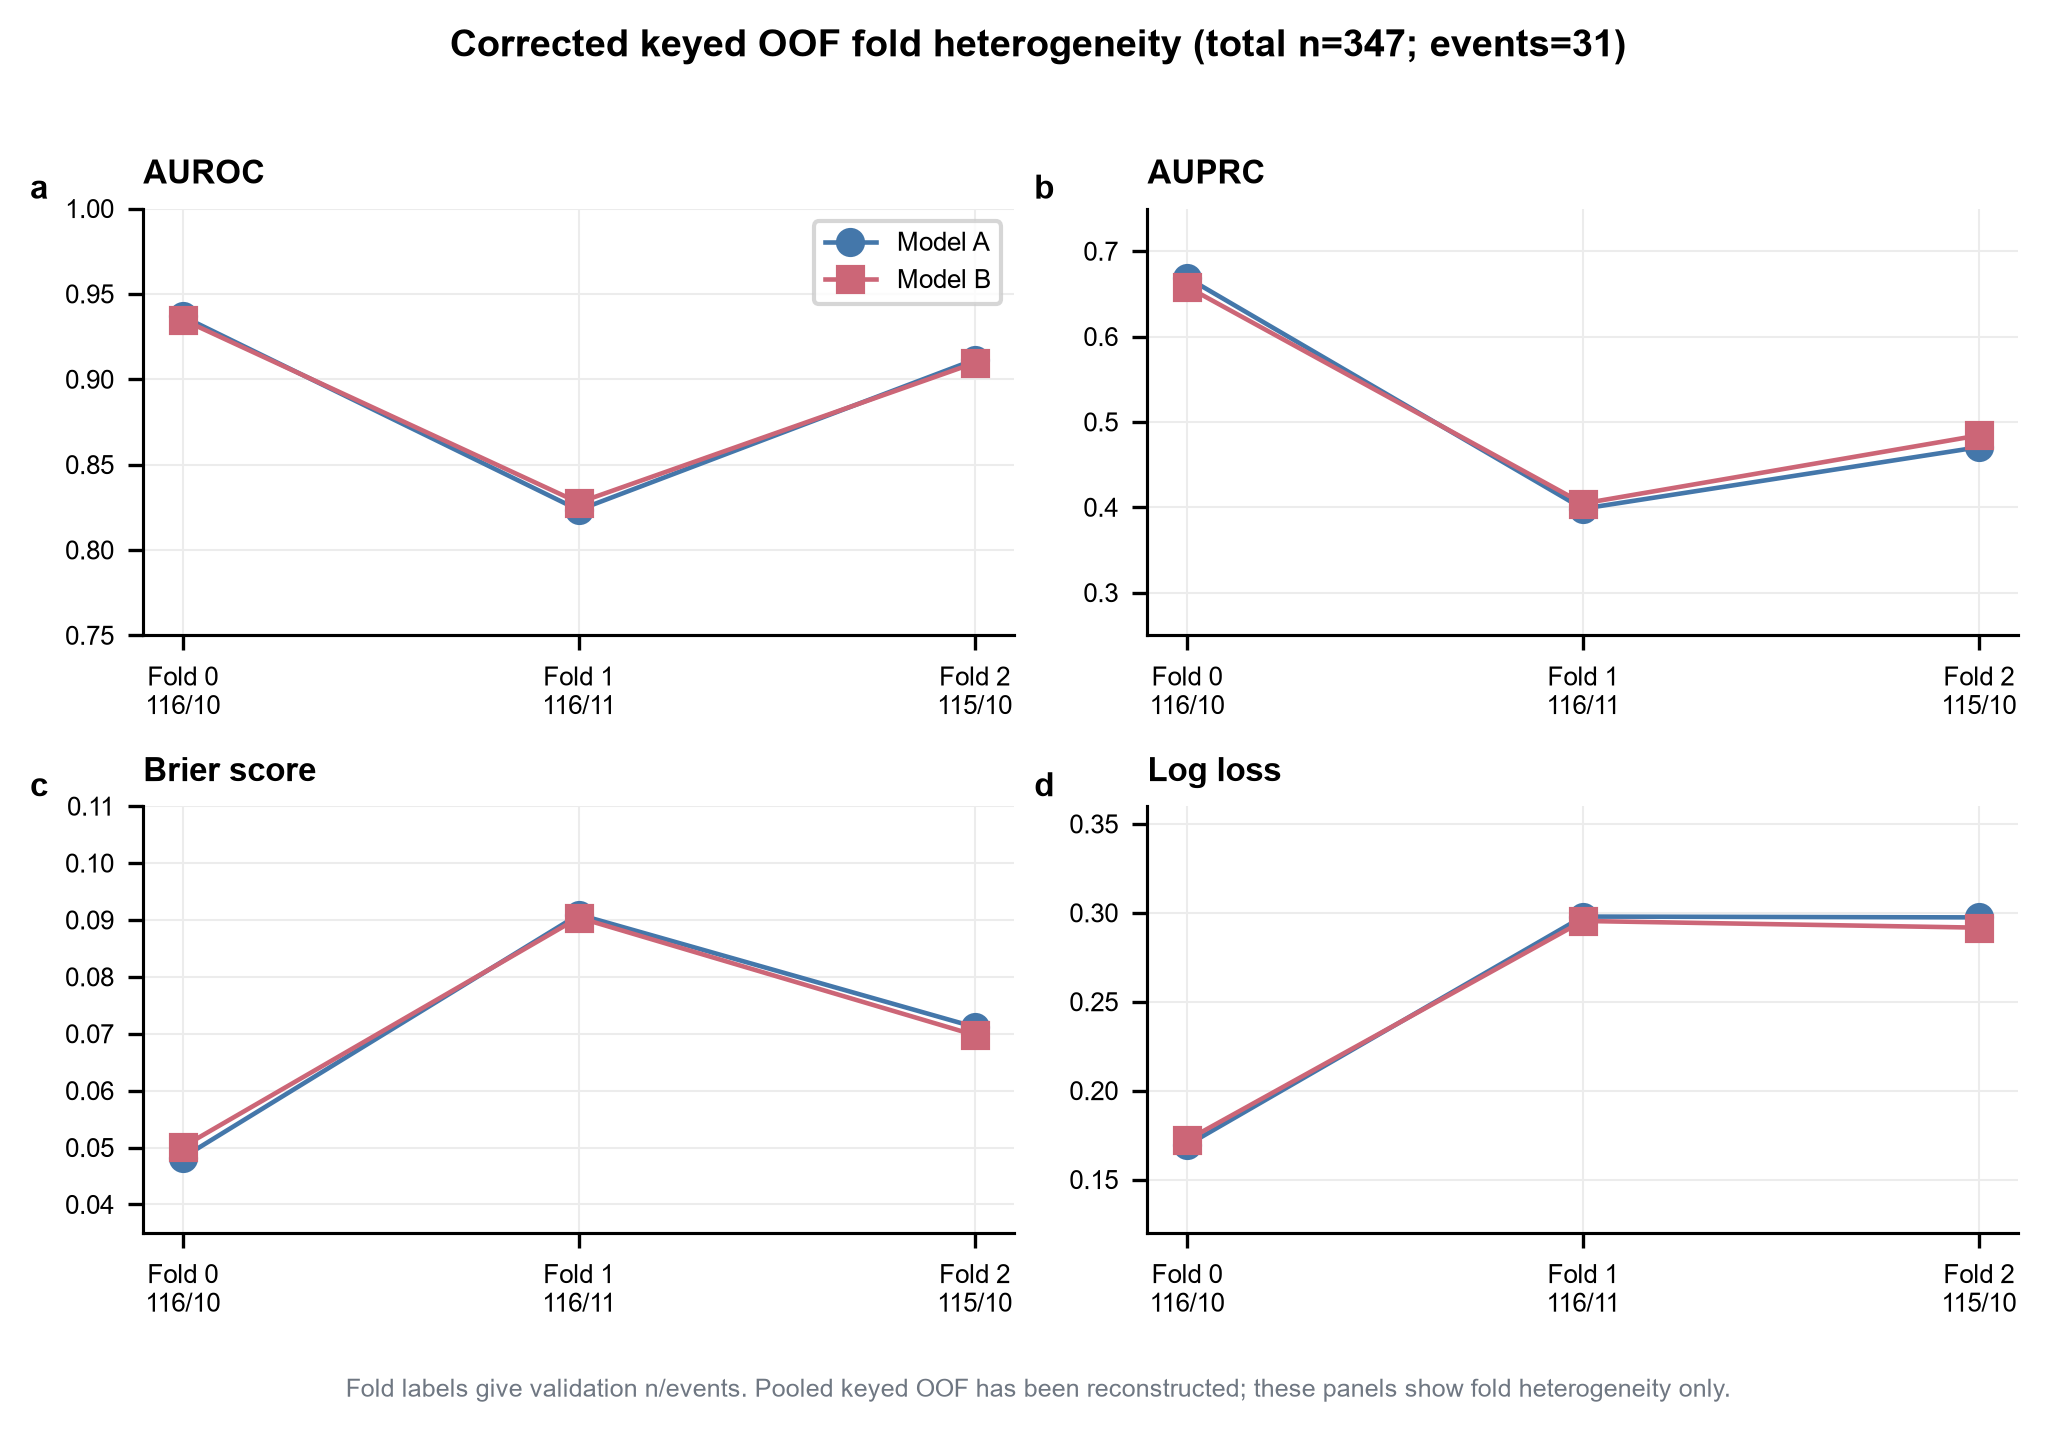 Corrected keyed OOF fold heterogeneity (total n=347; events=31)
a
AUROC
1.00
0.95
0.90
0.85
0.80
0.75
Model A
Model B
Fold 0
116/10
Fold 1
116/11
Fold 2
115/10
b
AUPRC
0.7
0.6
0.5
0.4
0.3
Fold 0
116/10
Fold 1
116/11
Fold 2
115/10
c
Brier score
0.11
0.10
0.09
0.08
0.07
0.06
0.05
0.04
Fold 0
116/10
Fold 1
116/11
Fold 2
115/10
d
Log loss
0.35
0.30
0.25
0.20
0.15
Fold 0
116/10
Fold 1
116/11
Fold 2
115/10
Fold labels give validation n/events. Pooled keyed OOF has been reconstructed; these panels show fold heterogeneity only.